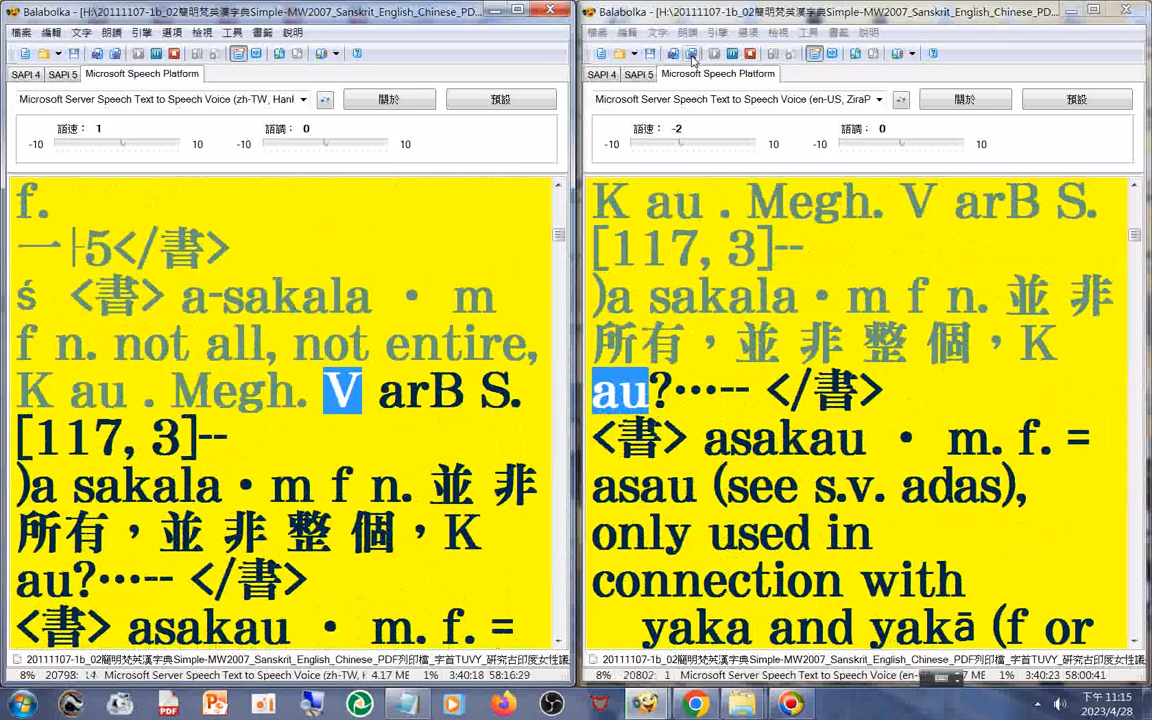 Balabolka - [H:\20111107-1b_02簡明梵英漢字典Simple-MW2007_Sanskrit_English_Chinese_PD...
檔案 編輯 文字 朗讀 引擎 選項 檢視 工具 書籤 說明
SAPI 4 SAPI 5 Microsoft Speech Platform
Microsoft Server Speech Text to Speech Voice (zh-TW, Hanl
關於
預設
語速： 1
語調： 0
-10 10 -10 10
f.
一├5</書>
ś <書> a-sakala • m
f n. not all, not entire,
K au . Megh. V arB S.
[117, 3]--
)a sakala•m f n. 並 非
所有，並 非 整 個，K
au?…-- </書>
<書> asakau • m. f. =
20111107-1b_02簡明梵英漢字典Simple-MW2007_Sanskrit_English_Chinese_PDF列印檔_字首TUVY_研究古印度女性議
8% 20798: Microsoft Server Speech Text to Speech Voice (zh-TW, H 4.17 ME 1% 3:40:18 58:16:29
Balabolka - [H:\20111107-1b_02簡明梵英漢字典Simple-MW2007_Sanskrit_English_Chinese_PD...
檔案 編輯 文字 朗讀 引擎 選項 檢視 工具 書籤 說明
SAPI 4 SAPI 5 Microsoft Speech Platform
Microsoft Server Speech Text to Speech Voice (en-US, ZiraP
關於
預設
語速： -2
語調： 0
-10 10 -10 10
K au . Megh. V arB S.
[117, 3]--
)a sakala•m f n. 並 非
所有，並 非 整 個，K
au?…-- </書>
<書> asakau • m. f. =
asau (see s.v. adas),
only used in
connection with
yaka and yakā (f or
20111107-1b_02簡明梵英漢字典Simple-MW2007_Sanskrit_English_Chinese_PDF列印檔_字首TUVY_研究古印度女性議
8% 20802: 1 Microsoft Server Speech Text to Speech Voice 1% 3:23:28 58:00:41
下午 11:15
2023/4/28